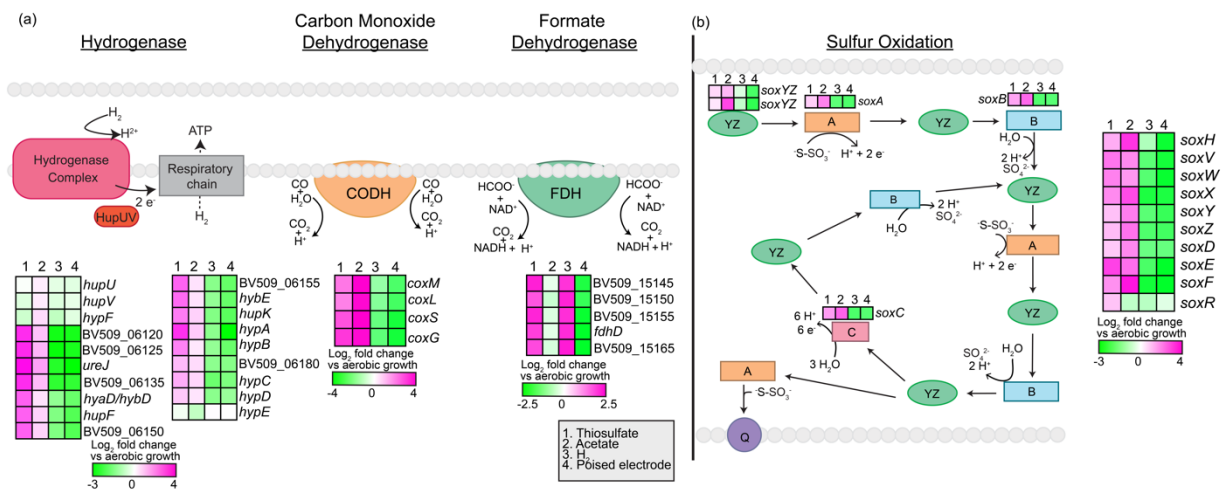 (a)
Hydrogenase
Carbon Monoxide
Dehydrogenase
Formate
Dehydrogenase
H2
H2+
Hydrogenase
Complex
2 e-
HupUV
ATP
Respiratory
chain
H2
CO
+
H2O
CO2
+
H+
CODH
CO
+
H2O
CO2
+
H+
HCOO-
+
NAD+
CO2
NADH + H+
FDH
HCOO-
+
NAD+
CO2
NADH + H+
1 2 3 4
hupU
hupV
hypF
BV509_06120
BV509_06125
ureJ
BV509_06135
hyaD/hybD
hupF
BV509_06150
Log2 fold change
vs aerobic growth
-3 0 4
1 2 3 4
BV509_06155
hybE
hupK
hypA
hypB
BV509_06180
hypC
hypD
hypE
1 2 3 4
coxM
coxL
coxS
coxG
Log2 fold change
vs aerobic growth
-4 0 4
1 2 3 4
BV509_15145
BV509_15150
BV509_15155
fdhD
BV509_15165
Log2 fold change
vs aerobic growth
-2.5 0 2.5
1. Thiosulfate
2. Acetate
3. H2
4. Poised electrode
(b)
Sulfur Oxidation
1 2 3 4
soxYZ
soxYZ
YZ
1 2 3 4
soxA
A
-S-SO3-
H+ + 2 e-
YZ
1 2 3 4
soxB
B
H2O
2 H+
SO42-
YZ
-S-SO3-
A
H+ + 2 e-
YZ
H2O
SO42-
2 H+
B
YZ
1 2 3 4
soxC
C
6 H+
6 e-
3 H2O
YZ
B
H2O
2 H+
SO42-
A
-S-SO3-
Q
1 2 3 4
soxH
soxV
soxW
soxX
soxY
soxZ
soxD
soxE
soxF
soxR
Log2 fold change
vs aerobic growth
-4 0 4